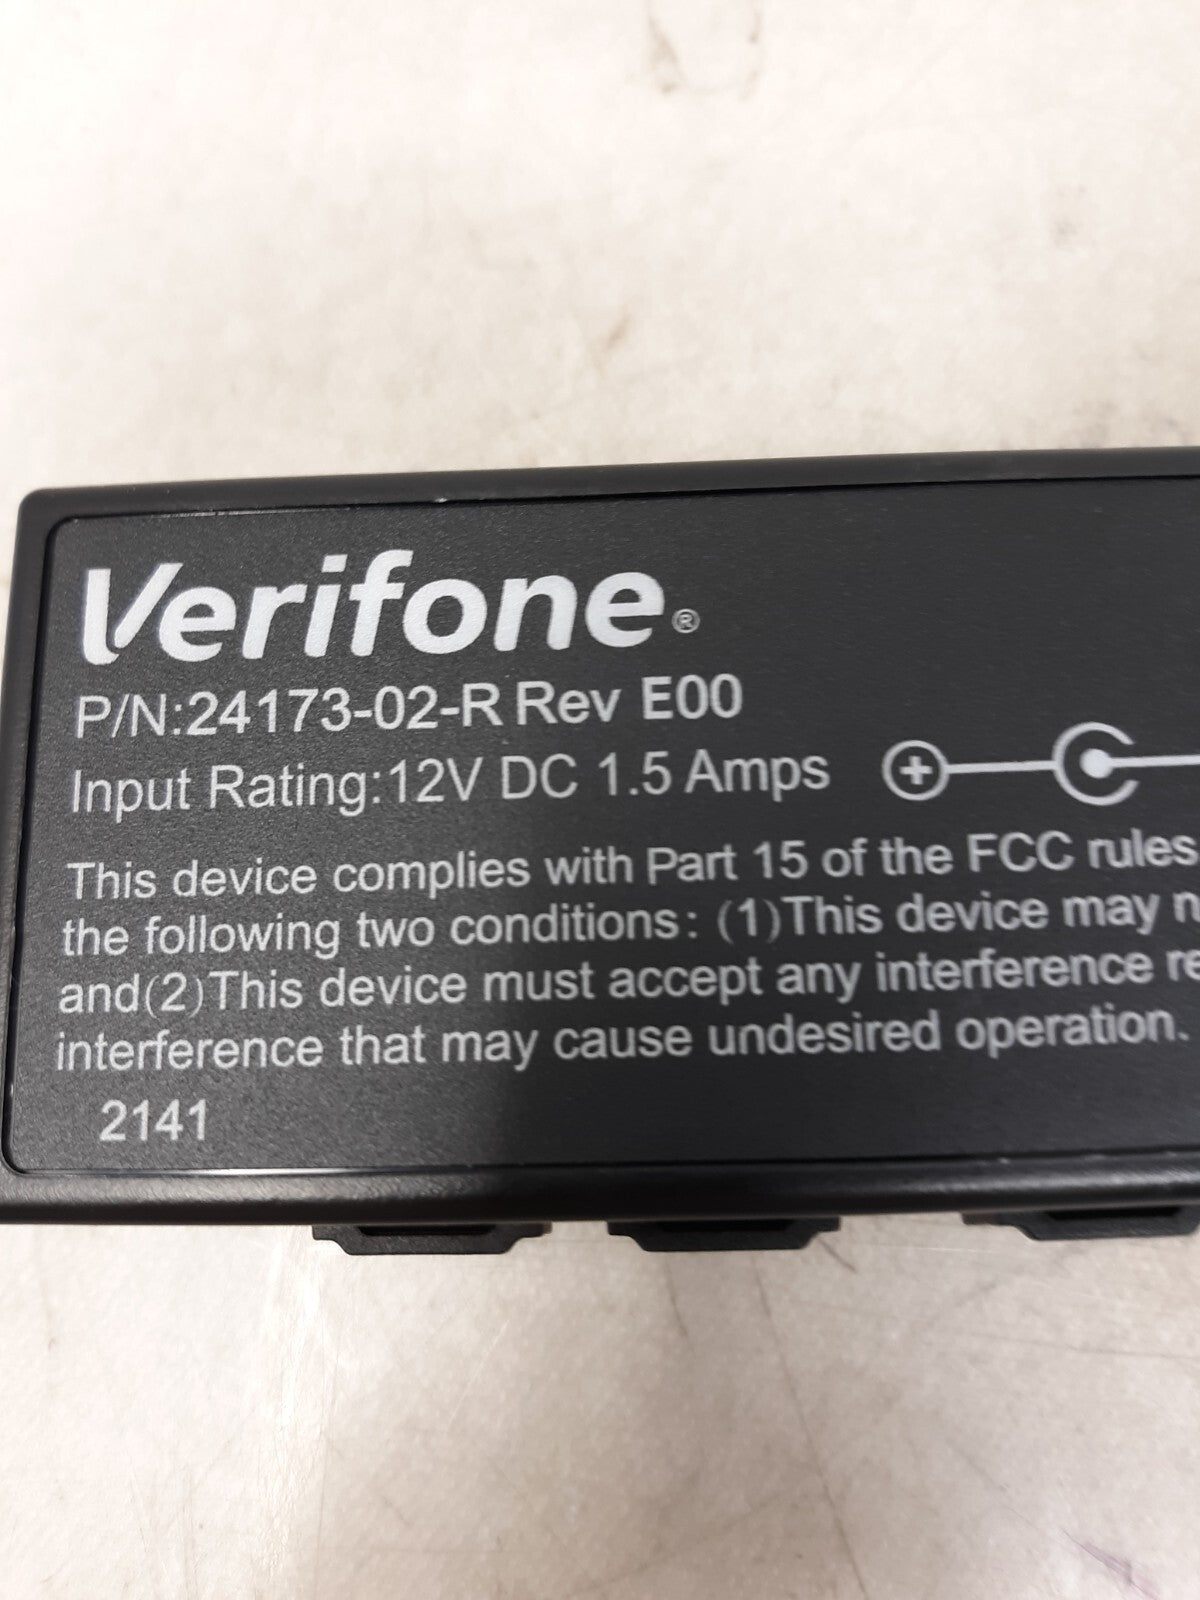 Verifone®
P/N:24173-02-R Rev E00
Input Rating:12V DC 1.5 Amps
This device complies with Part 15 of the FCC rules
the following two conditions: (1)This device may
and(2)This device must accept any interference
interference that may cause undesired operation.
2141